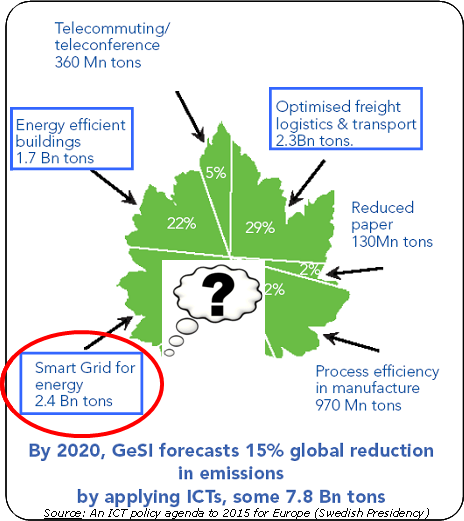 Telecommuting/
teleconference
360 Mn tons
Energy efficient
buildings
1.7 Bn tons
Optimised freight
logistics & transport
2.3Bn tons.
5%
22%
29%
Reduced
paper
130Mn tons
2%
2%
?
Smart Grid for
energy
2.4 Bn tons
Process efficiency
in manufacture
970 Mn tons
By 2020, GeSI forecasts 15% global reduction
in emissions
by applying ICTs, some 7.8 Bn tons
Source: An ICT policy agenda to 2015 for Europe (Swedish Presidency)